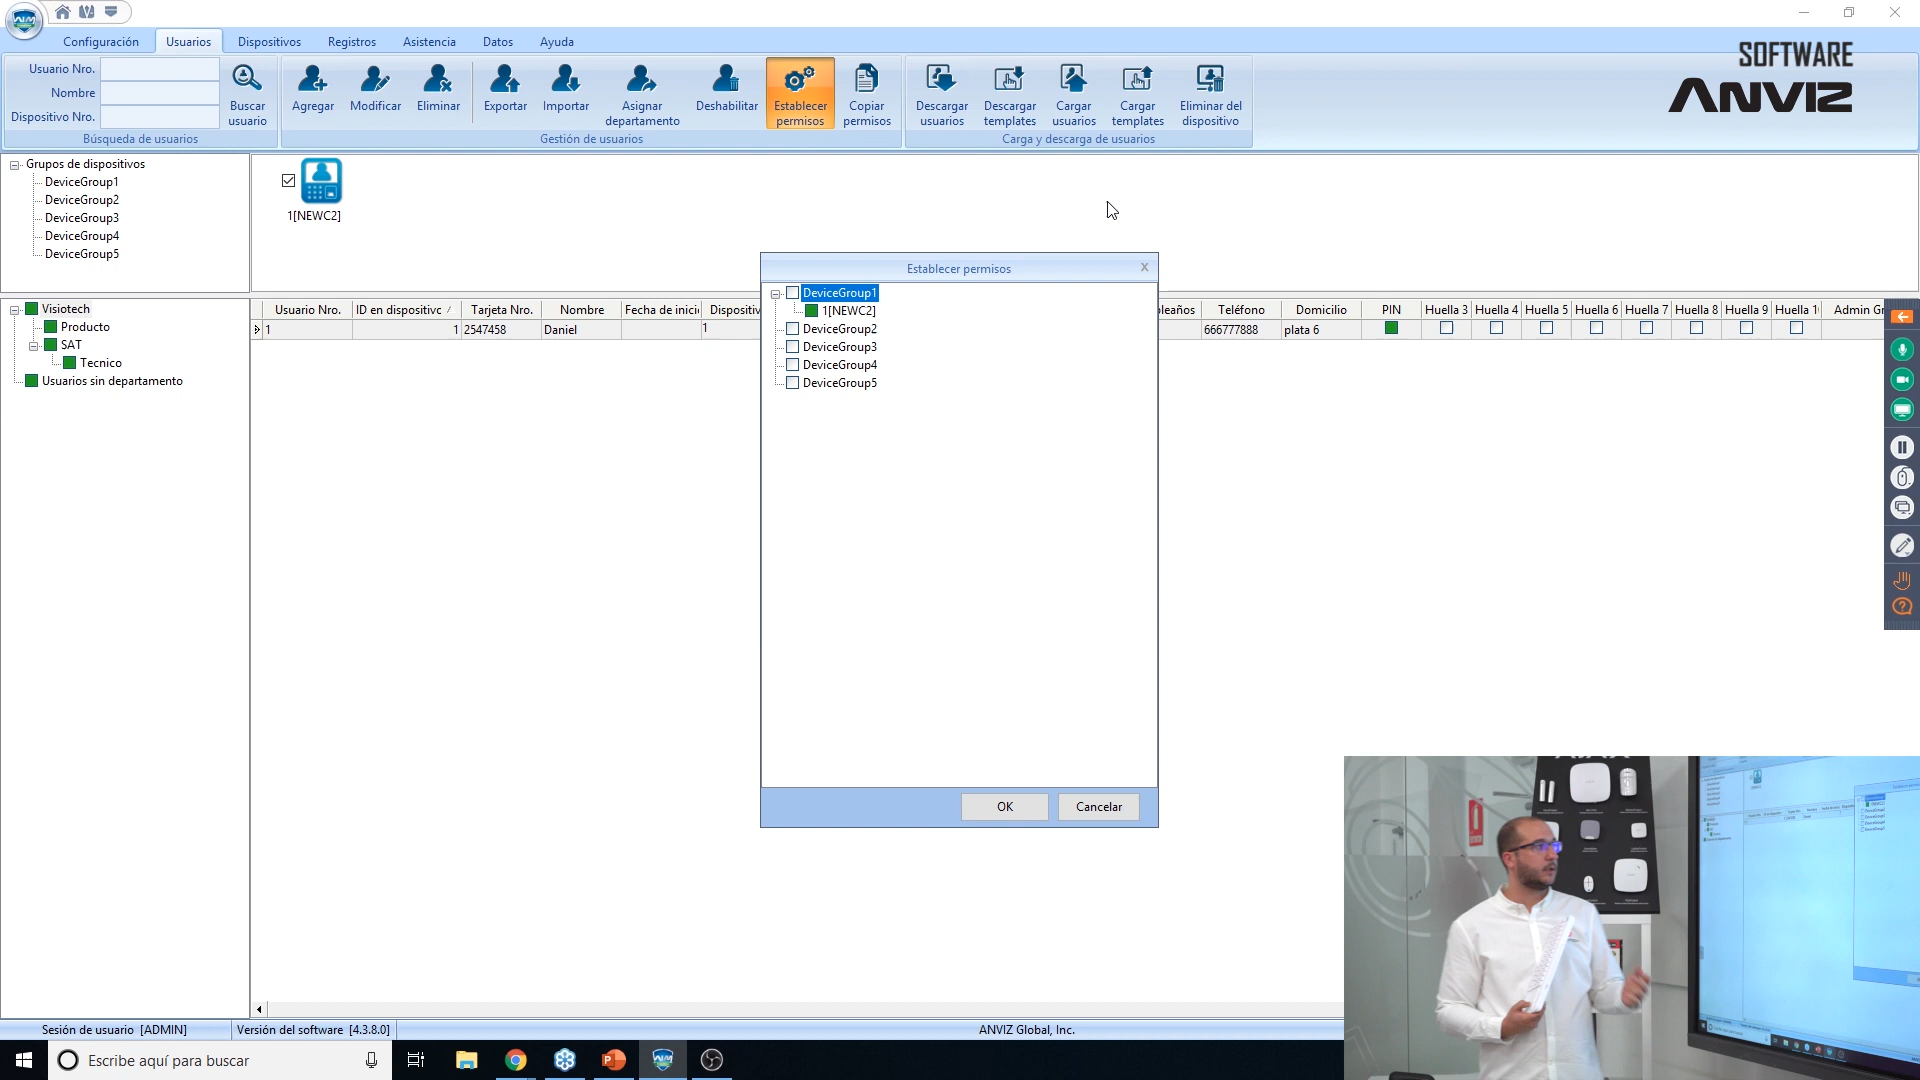 Configuración Usuarios Dispositivos Registros Asistencia Datos Ayuda
SOFTWARE
ANVIZ
Usuario Nro.
Nombre
Dispositivo Nro.
Buscar
usuario
Búsqueda de usuarios
Agregar
Modificar
Eliminar
Exportar
Importar
Asignar
departamento
Deshabilitar
Establecer
permisos
Copiar
permisos
Gestión de usuarios
Descargar
usuarios
Descargar
templates
Cargar
usuarios
Cargar
templates
Eliminar del
dispositivo
Carga y descarga de usuarios
Grupos de dispositivos
DeviceGroup1
DeviceGroup2
DeviceGroup3
DeviceGroup4
DeviceGroup5
1[NEWC2]
Visiotech
Producto
SAT
Tecnico
Usuarios sin departamento
Usuario Nro. ID en dispositivo Tarjeta Nro. Nombre Fecha de inici Dispositiv leaños Teléfono Domicilio PIN Huella 3 Huella 4 Huella 5 Huella 6 Huella 7 Huella 8 Huella 9 Huella 1 Admin Gr
1 1 2547458 Daniel 1 666777888 plata 6
Establecer permisos X
DeviceGroup1
1[NEWC2]
DeviceGroup2
DeviceGroup3
DeviceGroup4
DeviceGroup5
OK Cancelar
Sesión de usuario [ADMIN] Versión del software [4.3.8.0] ANVIZ Global, Inc.
Escribe aquí para buscar